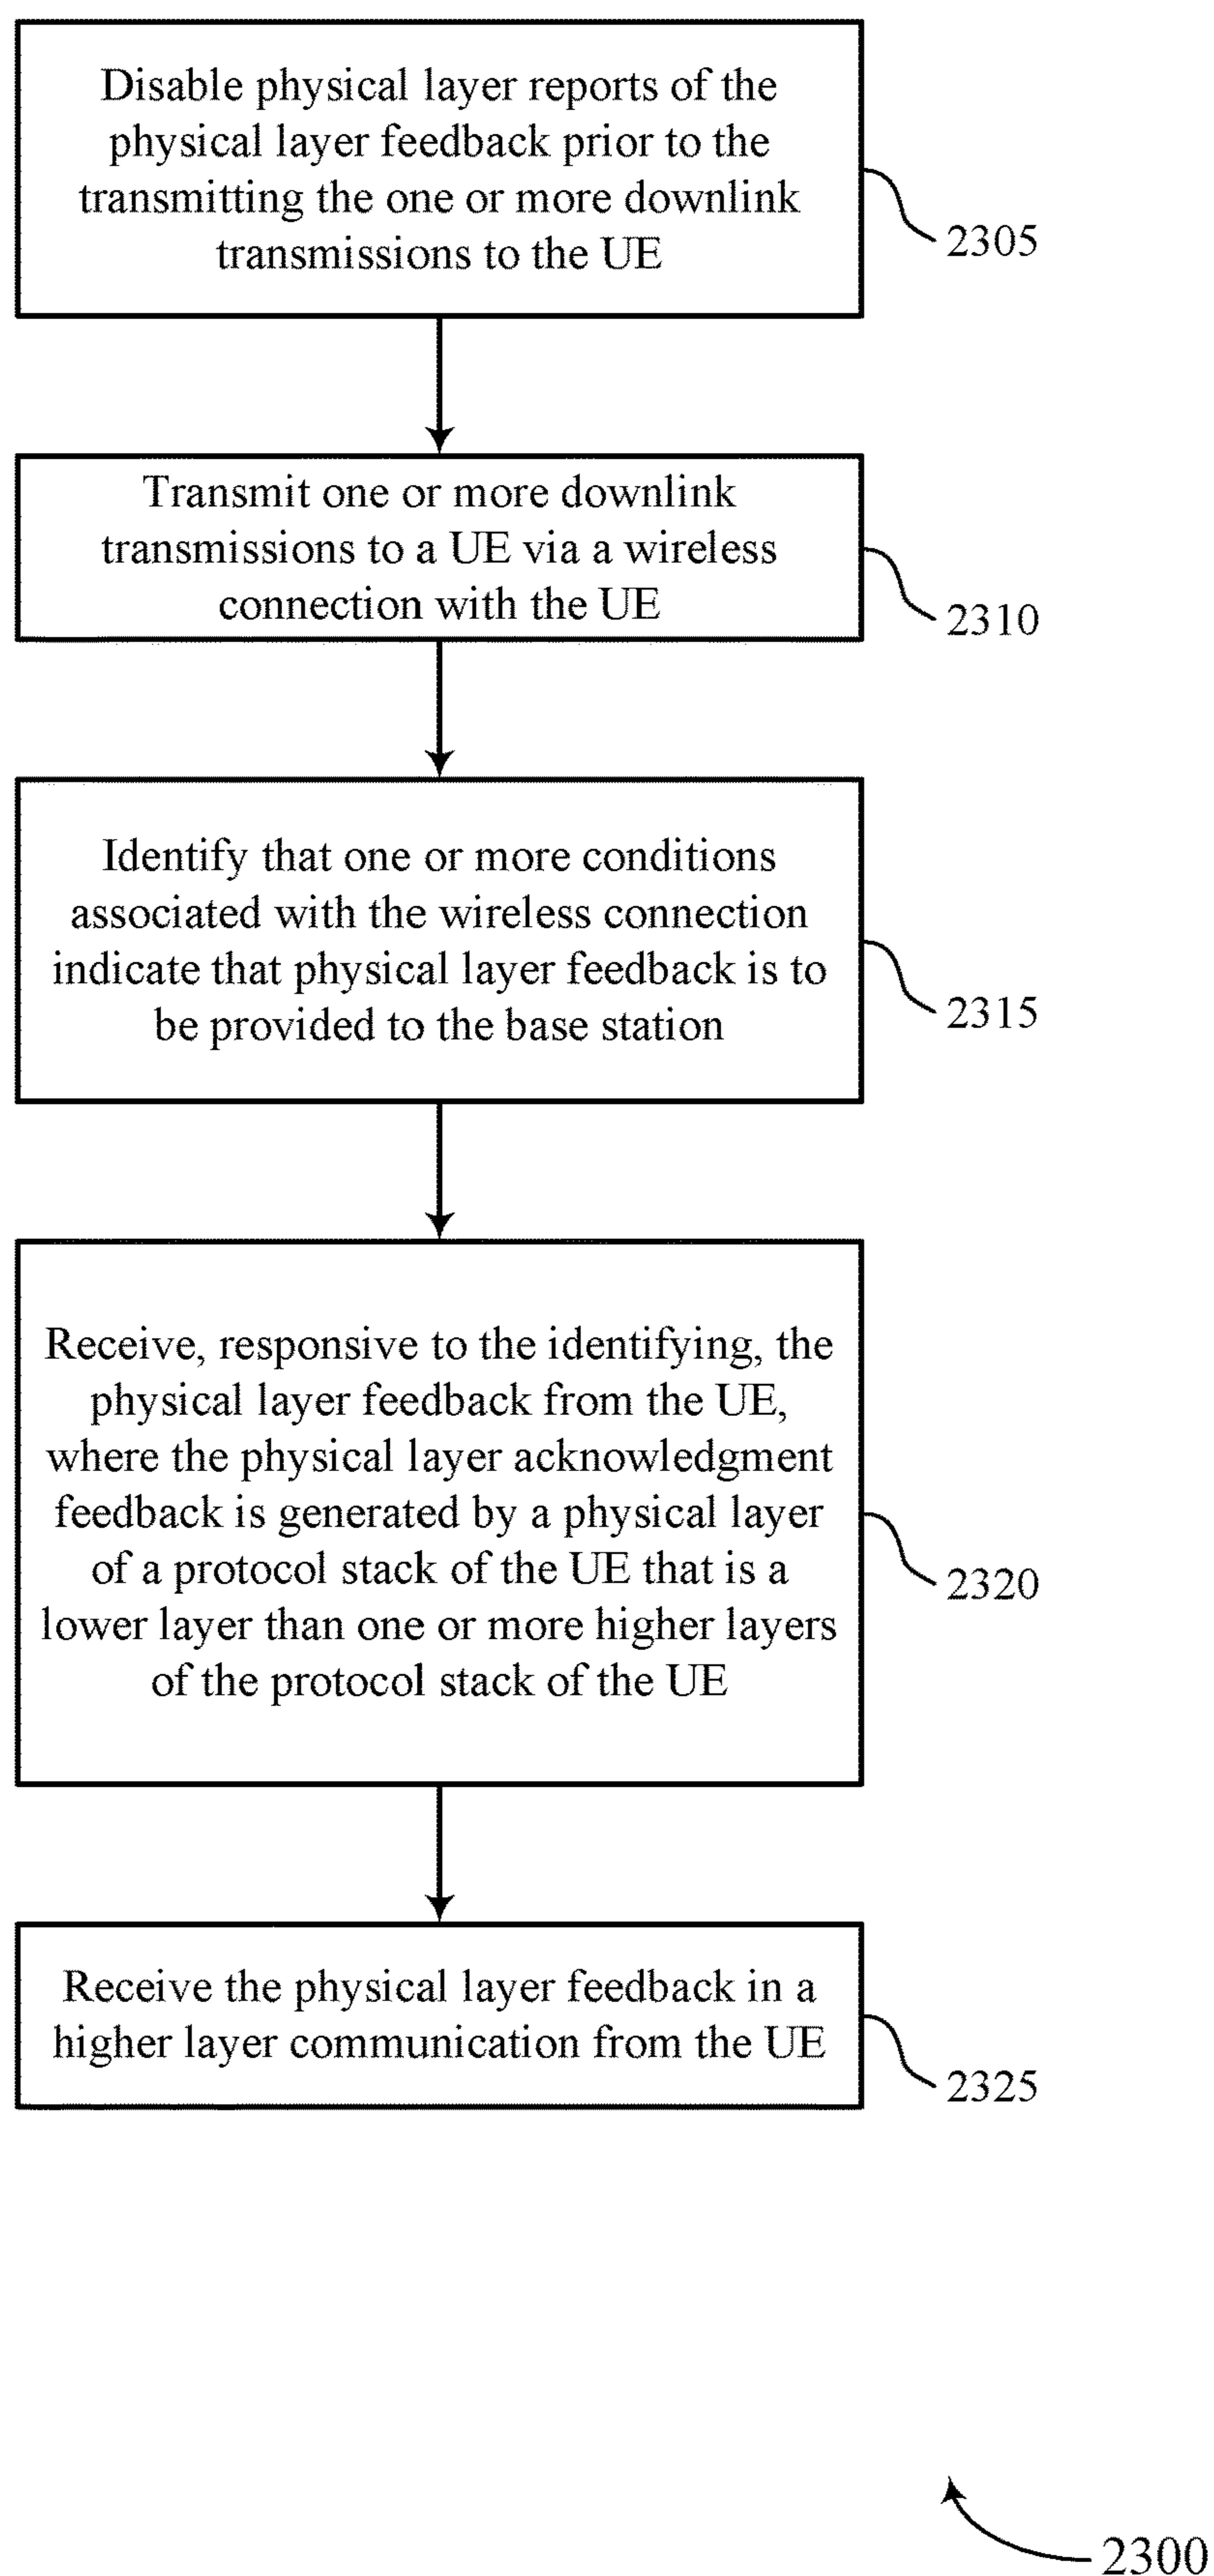 Disable physical layer reports of the
physical layer feedback prior to the
transmitting the one or more downlink
transmissions to the UE
2305
Transmit one or more downlink
transmissions to a UE via a wireless
connection with the UE
2310
Identify that one or more conditions
associated with the wireless connection
indicate that physical layer feedback is to
be provided to the base station
2315
Receive, responsive to the identifying, the
physical layer feedback from the UE,
where the physical layer acknowledgment
feedback is generated by a physical layer
of a protocol stack of the UE that is a
lower layer than one or more higher layers
of the protocol stack of the UE
2320
Receive the physical layer feedback in a
higher layer communication from the UE
2325
2300